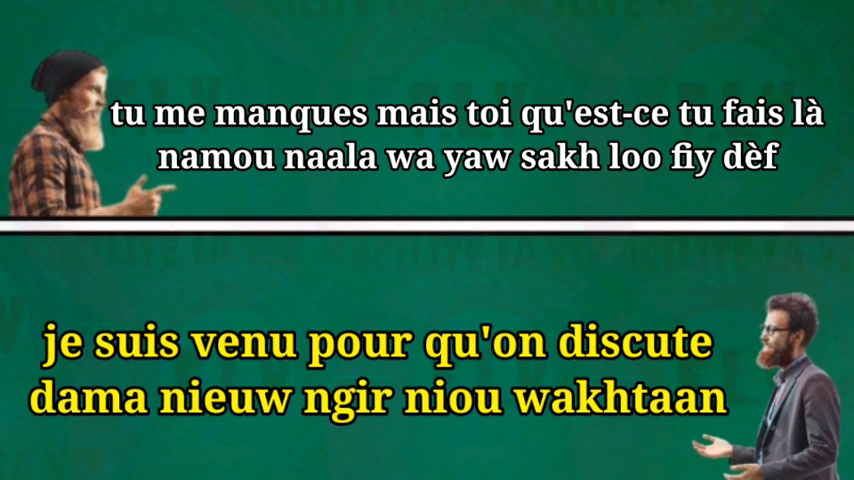 tu me manques mais toi qu'est-ce tu fais là
namou naala wa yaw sakh loo fiy dèf
je suis venu pour qu'on discute
dama nieuw ngir niou wakhtaan